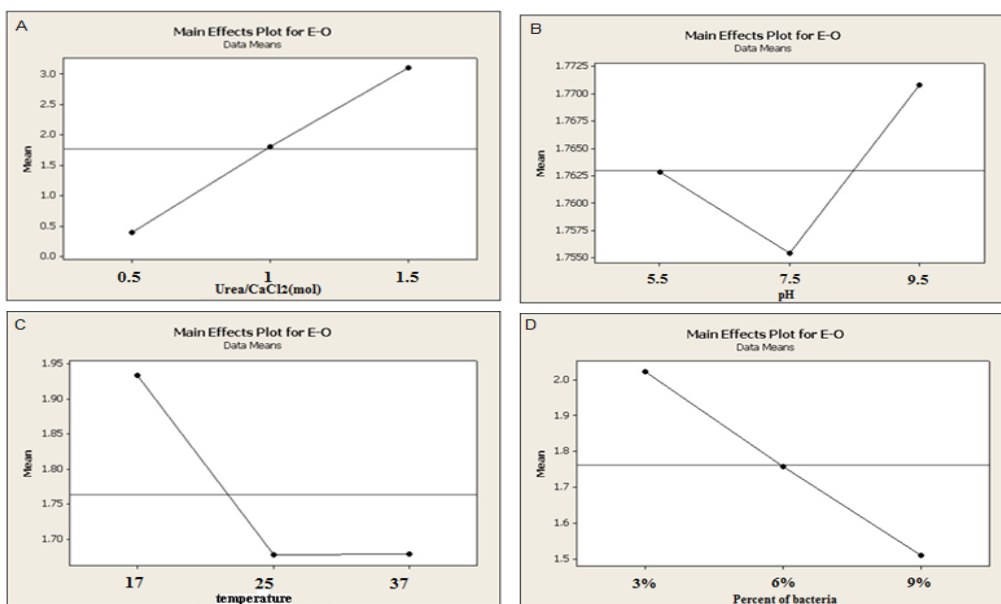 A
Main Effects Plot for E-O
Data Means
Mean
3.0
2.5
2.0
1.5
1.0
0.5
0.0
0.5 1 1.5
Urea/CaCl2(mol)
B
Main Effects Plot for E-O
Data Means
Mean
1.7725
1.7700
1.7675
1.7650
1.7625
1.7600
1.7575
1.7550
5.5 7.5 9.5
pH
C
Main Effects Plot for E-O
Data Means
Mean
1.95
1.90
1.85
1.80
1.75
1.70
17 25 37
temperature
D
Main Effects Plot for E-O
Data Means
Mean
2.0
1.9
1.8
1.7
1.6
1.5
3% 6% 9%
Percent of bacteria